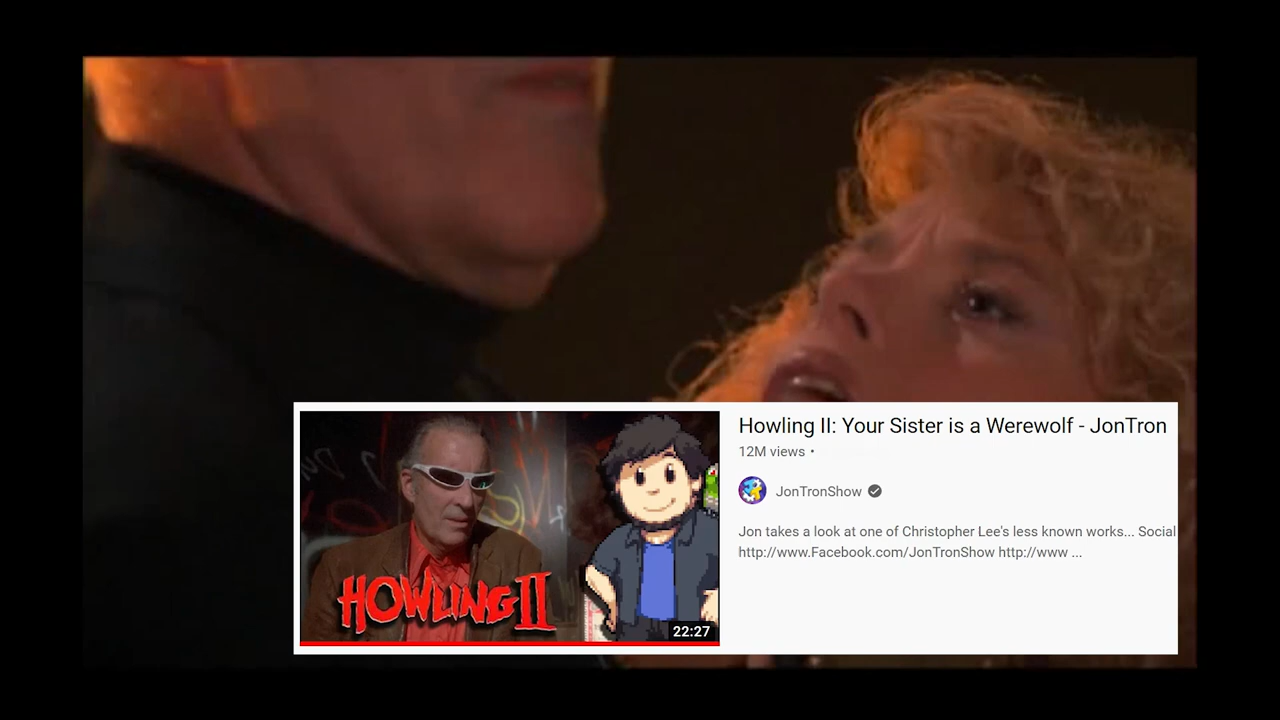 Howling II: Your Sister is a Werewolf - JonTron
12M views •
JonTronShow
Jon takes a look at one of Christopher Lee's less known works... Social
http://www.Facebook.com/JonTronShow http://www ...
HOWLING II
22:27